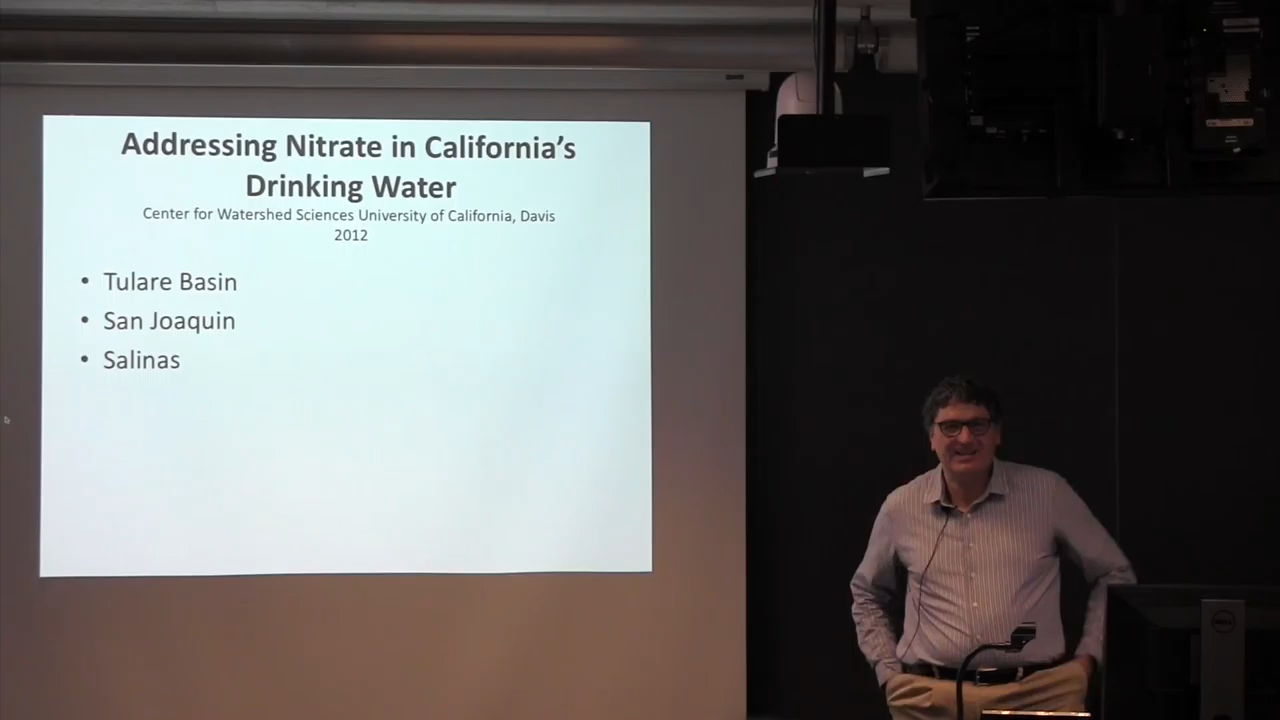 Addressing Nitrate in California's
Drinking Water
Center for Watershed Sciences University of California, Davis
2012
• Tulare Basin
• San Joaquin
• Salinas
DELL